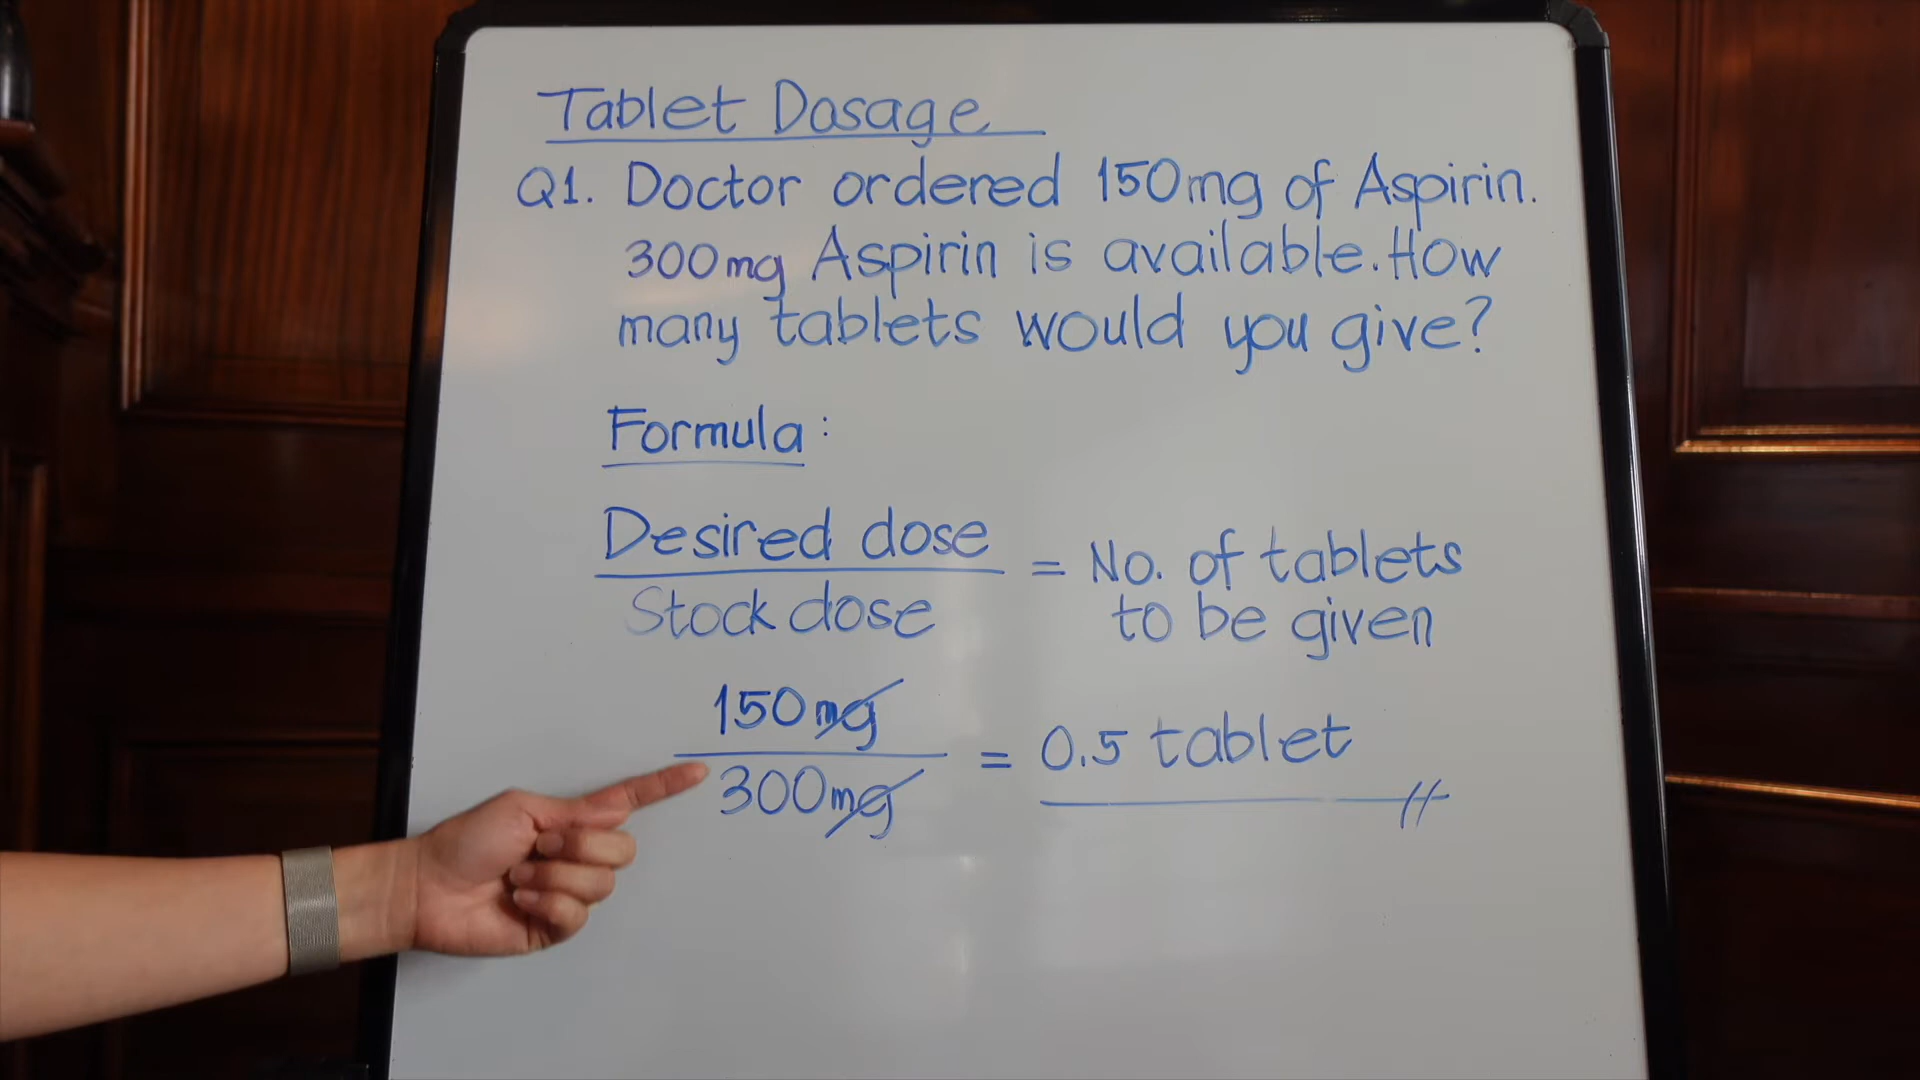 Tablet Dosage
Q1. Doctor ordered 150mg of Aspirin.
300mg Aspirin is available. How
many tablets would you give?
Formula:
Desired dose
Stock dose
= No. of tablets
to be given
150mg
300mg
= 0.5 tablet